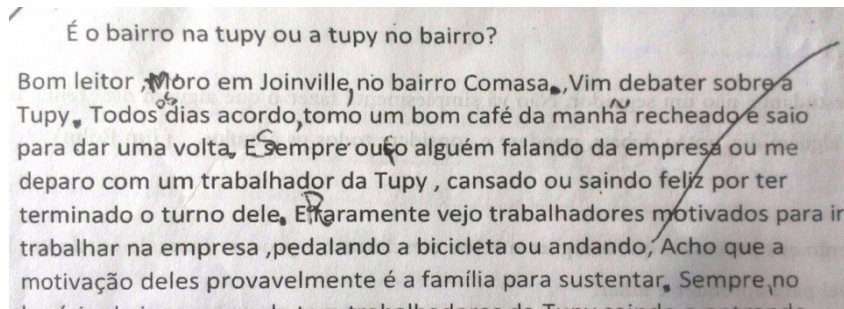 É o bairro na tupy ou a tupy no bairro?
Bom leitor , Moro em Joinville, no bairro Comasa. ,Vim debater sobre a
Tupy. Todos os dias acordo,tomo um bom café da manhã recheado e saio
para dar uma volta. E Sempre ouço alguém falando da empresa ou me
deparo com um trabalhador da Tupy , cansado ou saindo feliz por ter
terminado o turno dele. E Raramente vejo trabalhadores motivados para ir
trabalhar na empresa ,pedalando a bicicleta ou andando, Acho que a
motivação deles provavelmente é a família para sustentar. Sempre, no